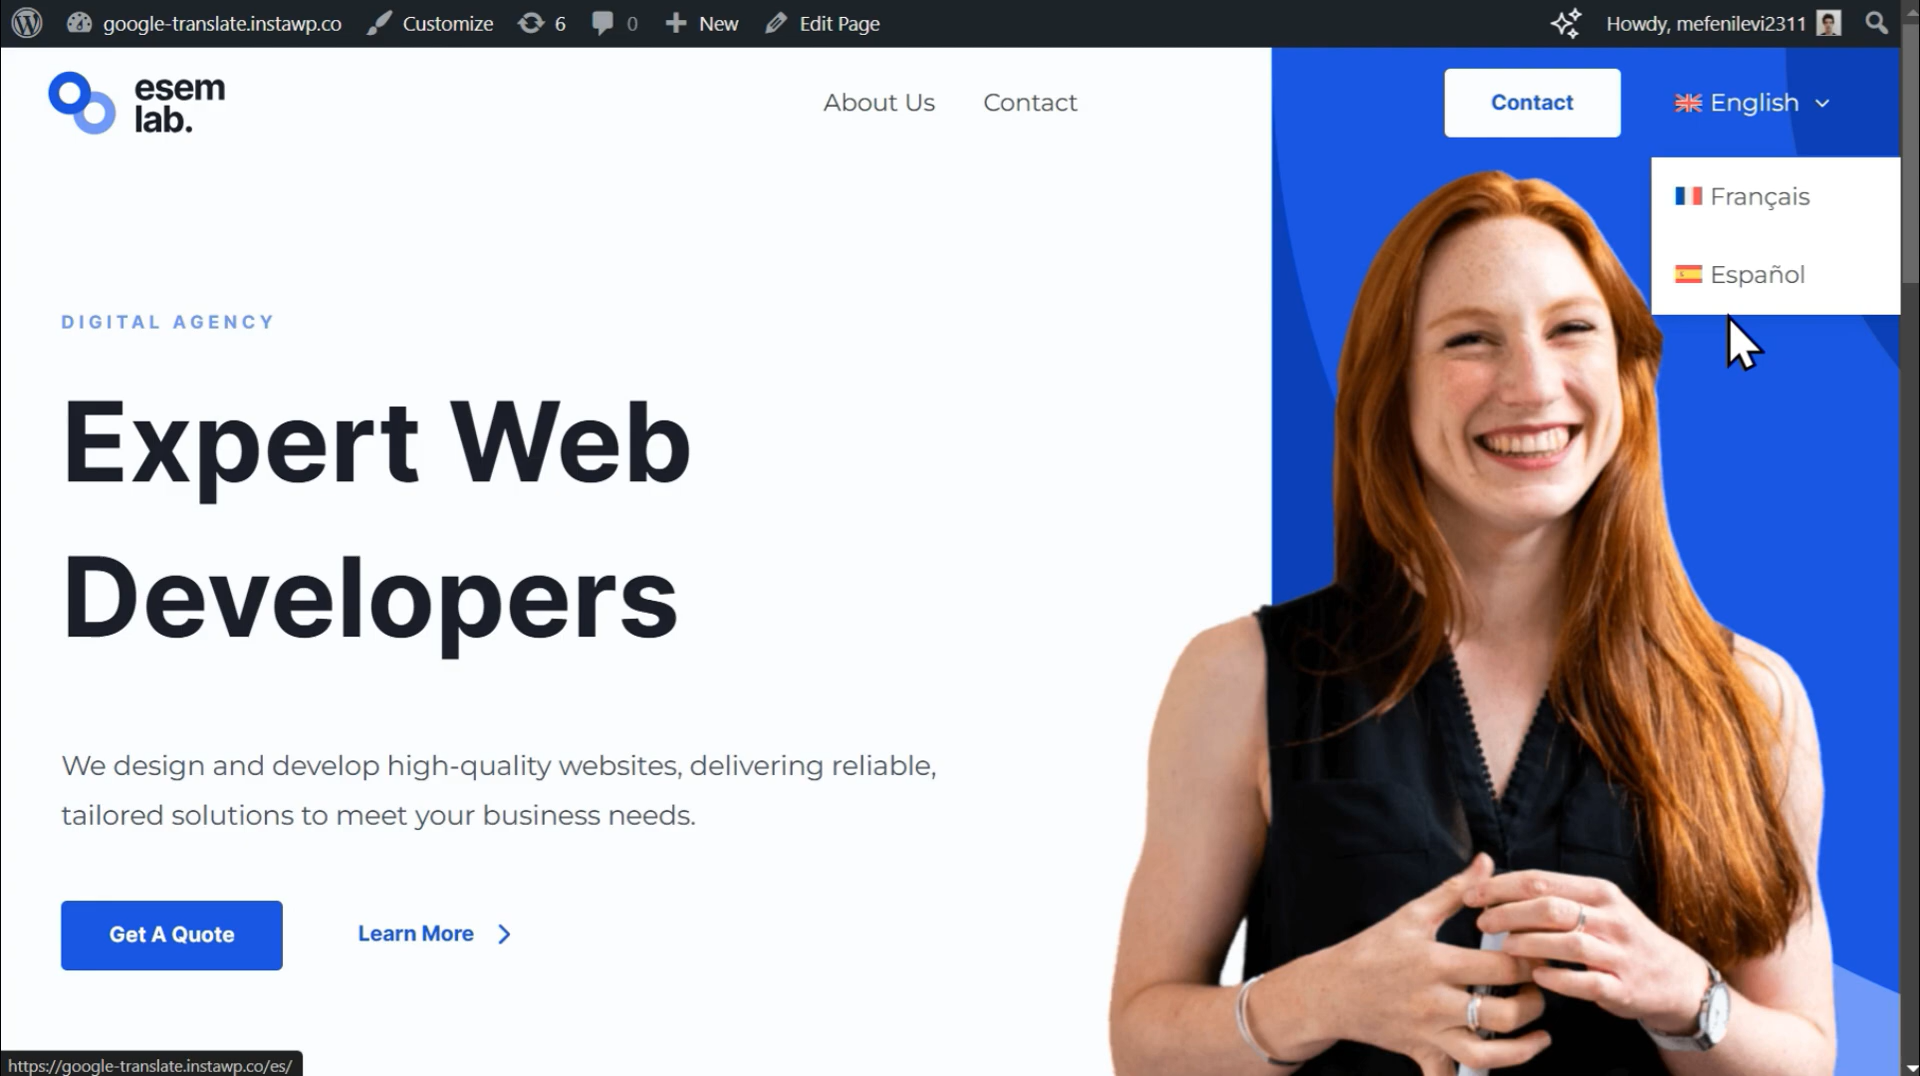 google-translate.instawp.co Customize 6 0 New Edit Page Howdy, mefenilevi2311
esem
lab.
About Us Contact Contact English
Français
Español
DIGITAL AGENCY
Expert Web
Developers
We design and develop high-quality websites, delivering reliable,
tailored solutions to meet your business needs.
Get A Quote Learn More
https://google-translate.instawp.co/es/